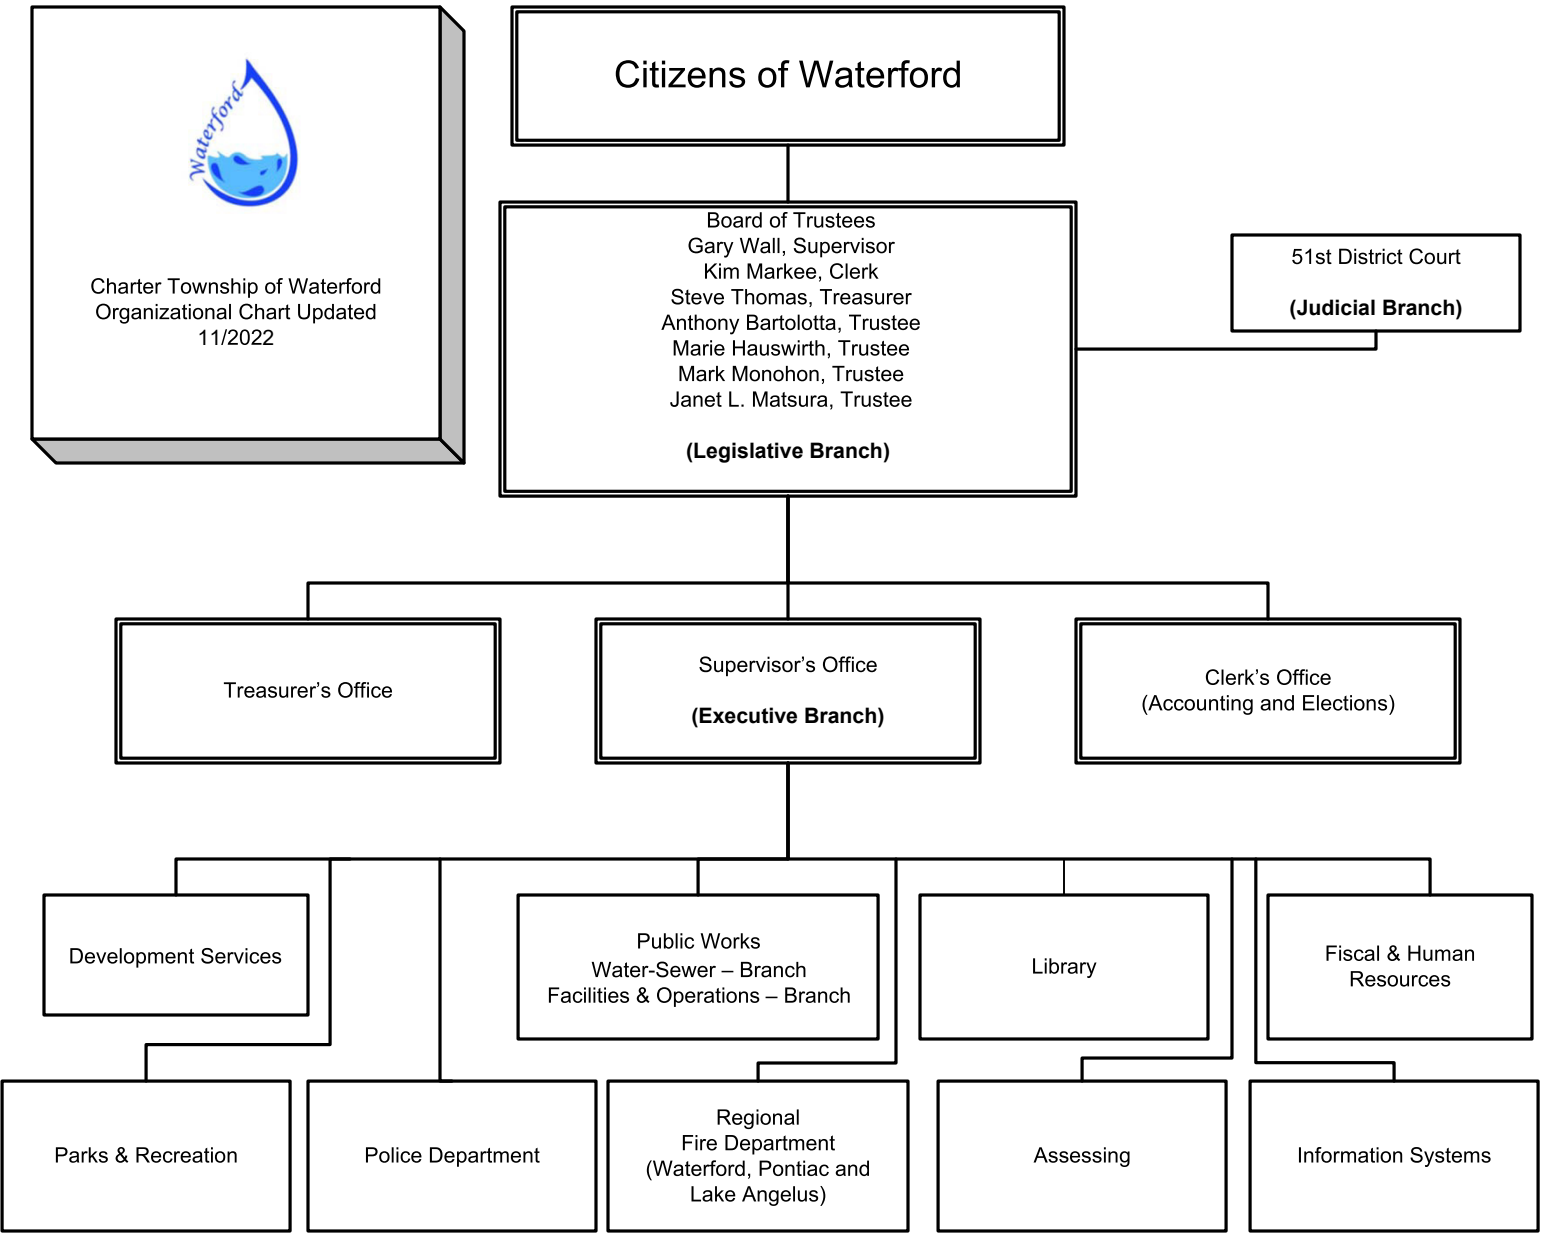 Waterford
Charter Township of Waterford
Organizational Chart Updated
11/2022
Citizens of Waterford
Board of Trustees
Gary Wall, Supervisor
Kim Markee, Clerk
Steve Thomas, Treasurer
Anthony Bartolotta, Trustee
Marie Hauswirth, Trustee
Mark Monohon, Trustee
Janet L. Matsura, Trustee
(Legislative Branch)
51st District Court
(Judicial Branch)
Treasurer’s Office
Supervisor’s Office
(Executive Branch)
Clerk’s Office
(Accounting and Elections)
Development Services
Public Works
Water-Sewer – Branch
Facilities & Operations – Branch
Library
Fiscal & Human
Resources
Parks & Recreation
Police Department
Regional
Fire Department
(Waterford, Pontiac and
Lake Angelus)
Assessing
Information Systems